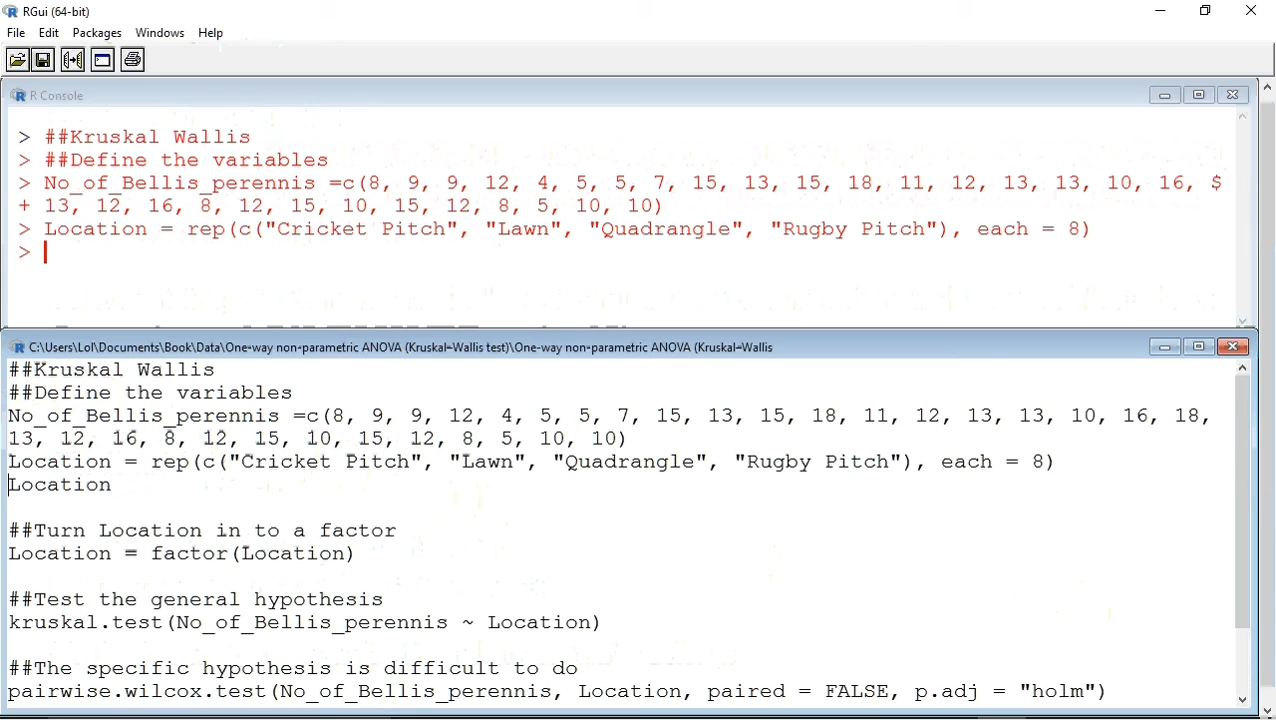 RGui (64-bit)
File Edit Packages Windows Help
R Console
> ##Kruskal Wallis
> ##Define the variables
> No_of_Bellis_perennis =c(8, 9, 9, 12, 4, 5, 5, 7, 15, 13, 15, 18, 11, 12, 13, 13, 10, 16, $
+ 13, 12, 16, 8, 12, 15, 10, 15, 12, 8, 5, 10, 10)
> Location = rep(c("Cricket Pitch", "Lawn", "Quadrangle", "Rugby Pitch"), each = 8)
>
C:\Users\Lol\Documents\Book\Data\One-way non-parametric ANOVA (Kruskal-Wallis test)\One-way non-parametric ANOVA (Kruskal-Wallis
##Kruskal Wallis
##Define the variables
No_of_Bellis_perennis =c(8, 9, 9, 12, 4, 5, 5, 7, 15, 13, 15, 18, 11, 12, 13, 13, 10, 16, 18,
13, 12, 16, 8, 12, 15, 10, 15, 12, 8, 5, 10, 10)
Location = rep(c("Cricket Pitch", "Lawn", "Quadrangle", "Rugby Pitch"), each = 8)
Location
##Turn Location in to a factor
Location = factor(Location)
##Test the general hypothesis
kruskal.test(No_of_Bellis_perennis ~ Location)
##The specific hypothesis is difficult to do
pairwise.wilcox.test(No_of_Bellis_perennis, Location, paired = FALSE, p.adj = "holm")